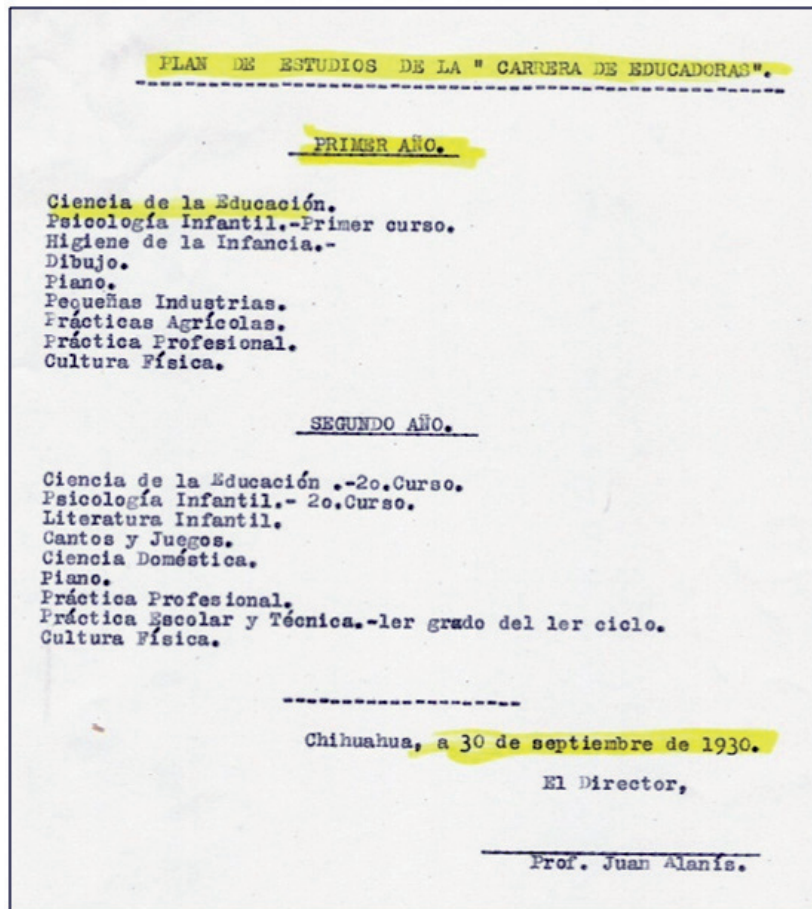 PLAN DE ESTUDIOS DE LA " CARRERA DE EDUCADORAS".
PRIMER AÑO.
Ciencia de la Educación.
Psicología Infantil.-Primer curso.
Higiene de la Infancia.-
Dibujo.
Piano.
Pequeñas Industrias.
Prácticas Agrícolas.
Práctica Profesional.
Cultura Física.
SEGUNDO AÑO.
Ciencia de la Educación .-2o.Curso.
Psicología Infantil.- 2o.Curso.
Literatura Infantil.
Cantos y Juegos.
Ciencia Doméstica.
Piano.
Práctica Profesional.
Práctica Escolar y Técnica.-1er grado del 1er ciclo.
Cultura Física.
Chihuahua, a 30 de septiembre de 1930.
El Director,
Prof. Juan Alanís.